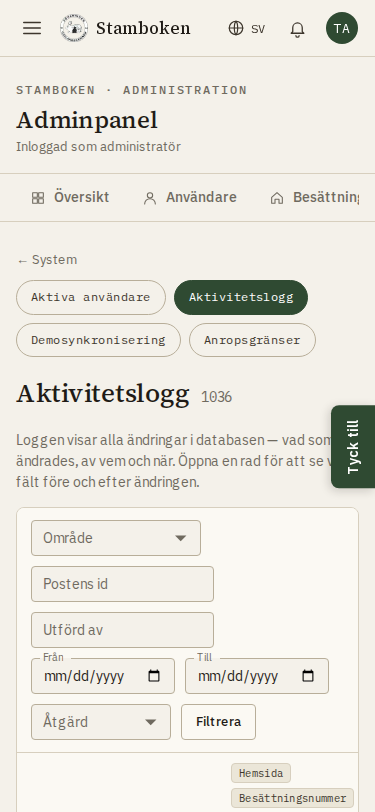 Stamboken
SV
TA
STAMBOKEN · ADMINISTRATION
Adminpanel
Inloggad som administratör
Översikt
Användare
Besättning
← System
Aktiva användare
Aktivitetslogg
Demosynkronisering
Anropsgränser
Aktivitetslogg 1036
Loggen visar alla ändringar i databasen — vad som
ändrades, av vem och när. Öppna en rad för att se v
fält före och efter ändringen.
Tyck till
Område
Postens id
Utförd av
Från
mm/dd/yyyy
Till
mm/dd/yyyy
Åtgärd
Filtrera
Hemsida
Besättningsnummer